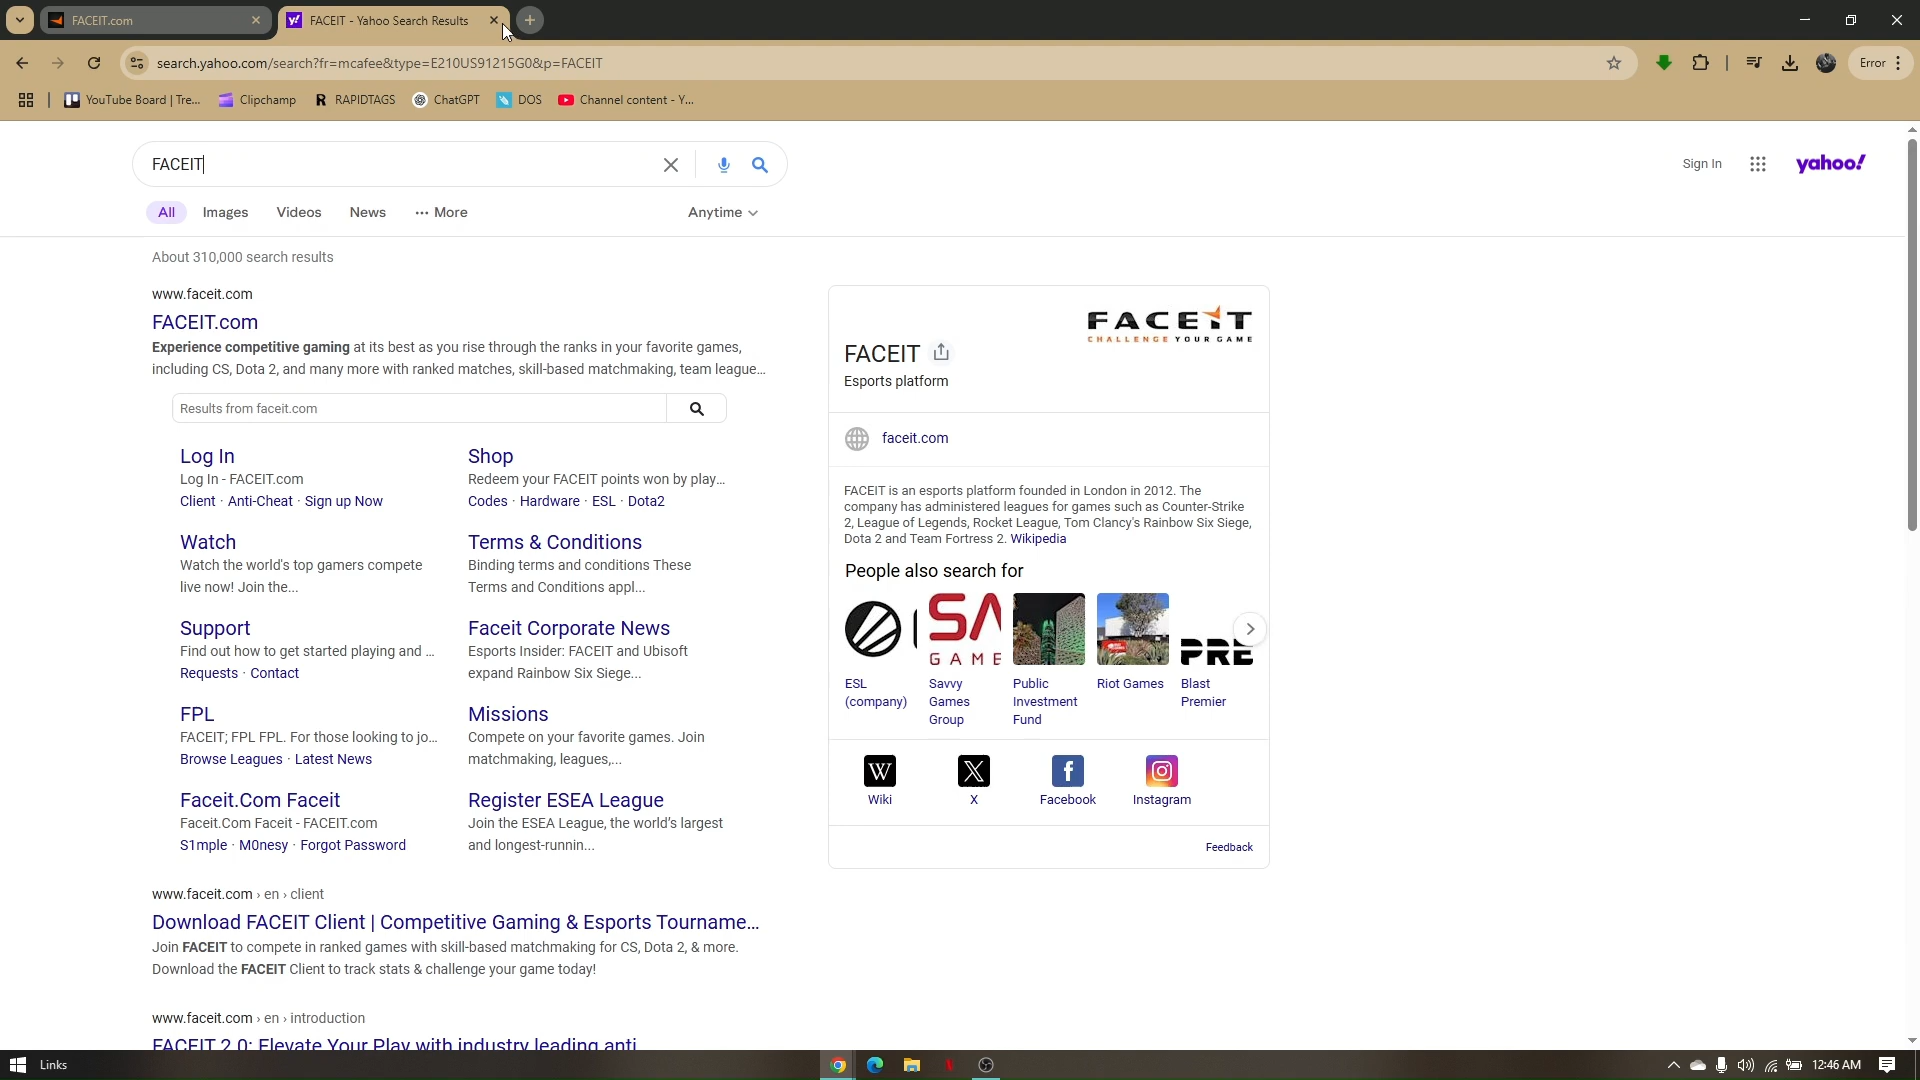 FACEIT.com
FACEIT - Yahoo Search Results
search.yahoo.com/search?fr=mcafee&type=E210US91215G0&p=FACEIT
Error
YouTube Board | Tre...
Clipchamp
R RAPIDTAGS
ChatGPT
DOS
Channel content - Y...
FACEIT
Sign In
yahoo!
All
Images
Videos
News
More
Anytime
About 310,000 search results
www.faceit.com
FACEIT.com
Experience competitive gaming at its best as you rise through the ranks in your favorite games,
including CS, Dota 2, and many more with ranked matches, skill-based matchmaking, team league...
Results from faceit.com
Log In
Log In - FACEIT.com
Client · Anti-Cheat · Sign up Now
Shop
Redeem your FACEIT points won by play...
Codes · Hardware · ESL · Dota2
Watch
Watch the world's top gamers compete
live now! Join the...
Terms & Conditions
Binding terms and conditions These
Terms and Conditions appl...
Support
Find out how to get started playing and ...
Requests · Contact
Faceit Corporate News
Esports Insider: FACEIT and Ubisoft
expand Rainbow Six Siege...
FPL
FACEIT; FPL FPL. For those looking to jo...
Browse Leagues · Latest News
Missions
Compete on your favorite games. Join
matchmaking, leagues,...
Faceit.Com Faceit
Faceit.Com Faceit - FACEIT.com
S1mple · M0nesy · Forgot Password
Register ESEA League
Join the ESEA League, the world's largest
and longest-runnin...
www.faceit.com › en › client
Download FACEIT Client | Competitive Gaming & Esports Tourname...
Join FACEIT to compete in ranked games with skill-based matchmaking for CS, Dota 2, & more.
Download the FACEIT Client to track stats & challenge your game today!
www.faceit.com › en › introduction
FACEIT 2.0: Elevate Your Play with industry leading anti
FACEIT
CHALLENGE YOUR GAME
FACEIT
Esports platform
faceit.com
FACEIT is an esports platform founded in London in 2012. The
company has administered leagues for games such as Counter-Strike
2, League of Legends, Rocket League, Tom Clancy's Rainbow Six Siege,
Dota 2 and Team Fortress 2. Wikipedia
People also search for
SA
GAME
PRE
ESL
(company)
Savvy
Games
Group
Public
Investment
Fund
Riot Games
Blast
Premier
W
Wiki
X
Facebook
Instagram
Feedback
Links
12:46 AM